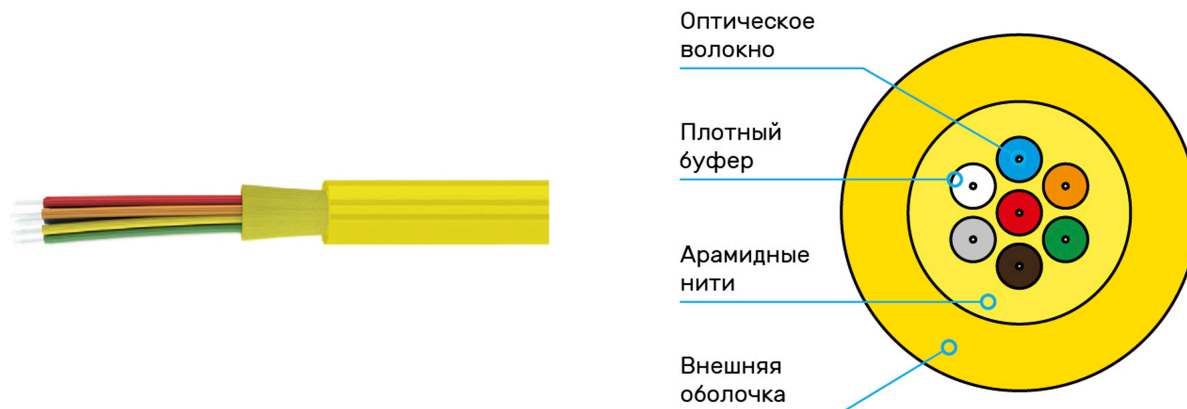 Оптическое
волокно
Плотный
буфер
Арамидные
нити
Внешняя
оболочка